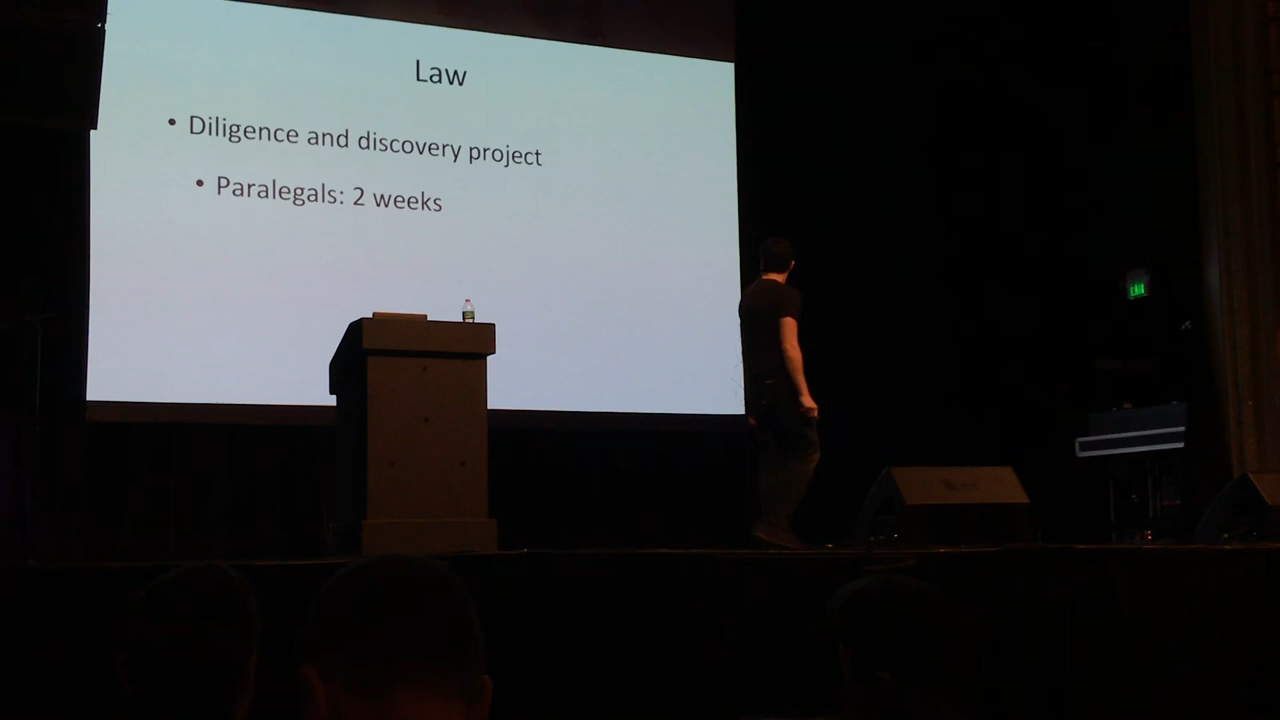 Law
• Diligence and discovery project
• Paralegals: 2 weeks